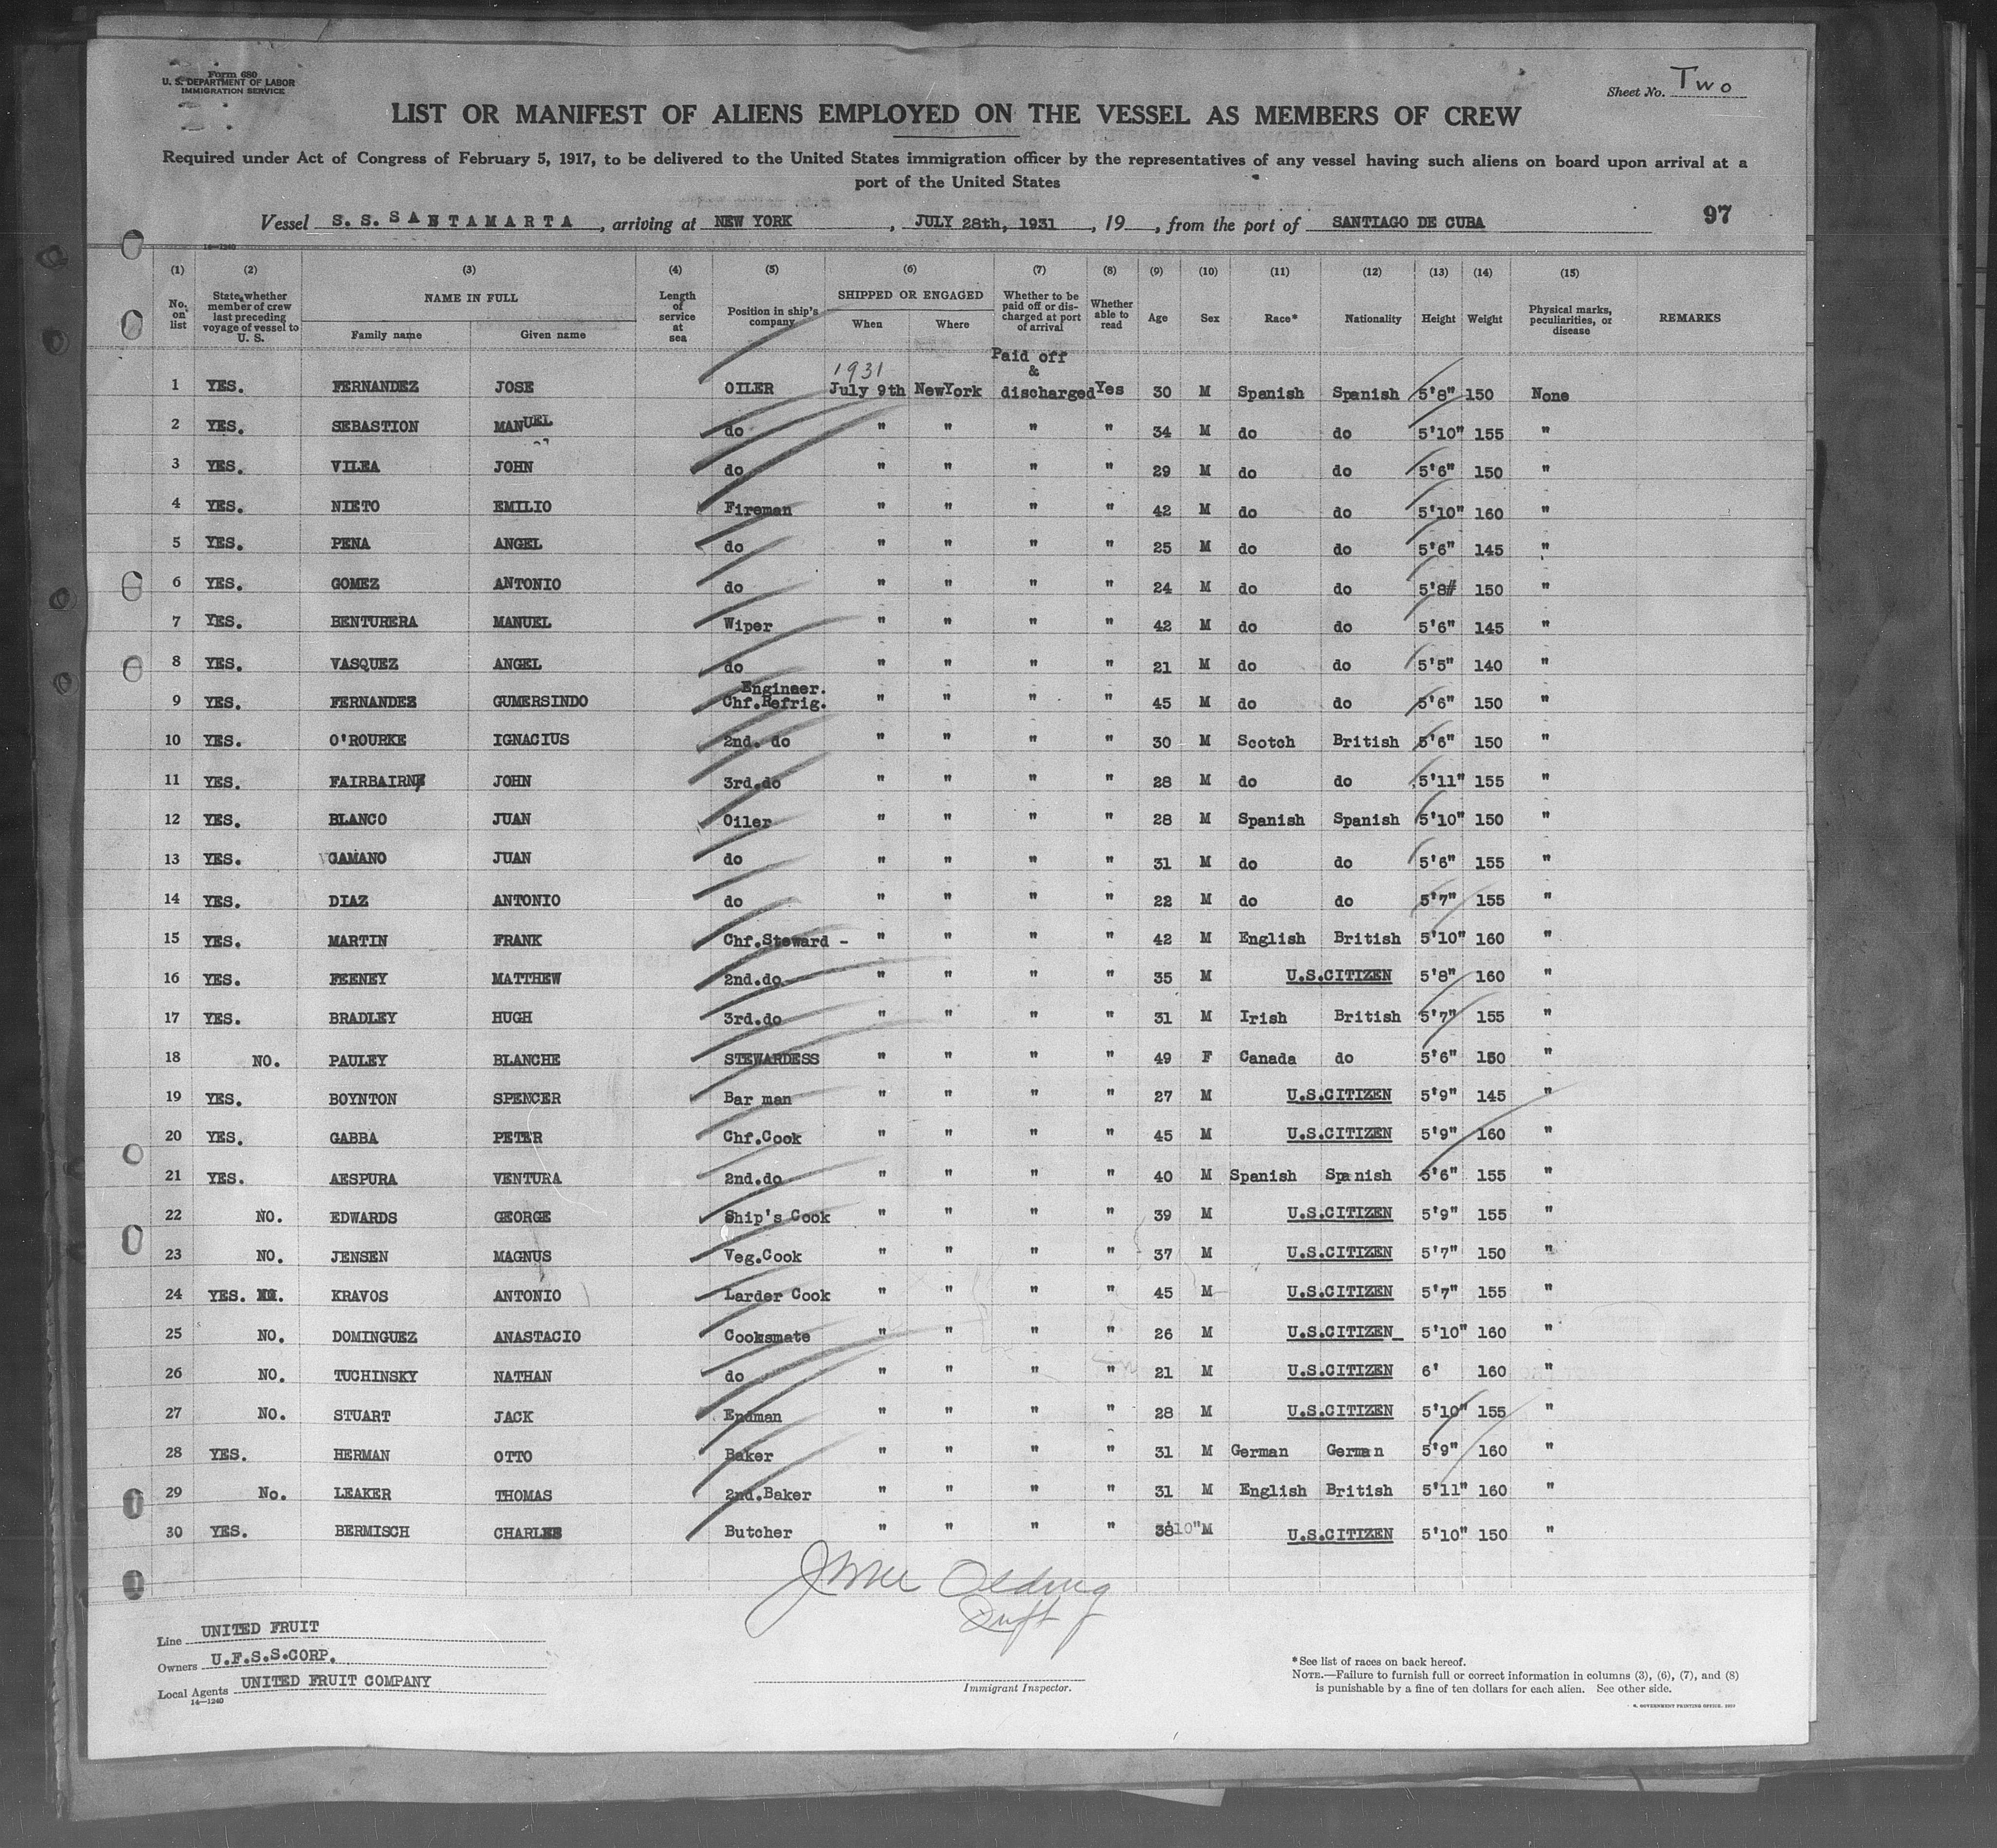 Form 680
U. S. DEPARTMENT OF LABOR
IMMIGRATION SERVICE
Sheet No. Two
LIST OR MANIFEST OF ALIENS EMPLOYED ON THE VESSEL AS MEMBERS OF CREW
Required under Act of Congress of February 5, 1917, to be delivered to the United States immigration officer by the representatives of any vessel having such aliens on board upon arrival at a
port of the United States
Vessel S. S. SANTAMARTA, arriving at NEW YORK, JULY 28th, 1931, 19 , from the port of SANTIAGO DE CUBA 97
14—1240
(1) (2) (3) (4) (5) (6) (7) (8) (9) (10) (11) (12) (13) (14) (15)
No. on list State whether member of crew last preceding voyage of vessel to U. S. NAME IN FULL Family name Given name Length of service at sea Position in ship's company SHIPPED OR ENGAGED When Where Whether to be paid off or discharged at port of arrival Whether able to read Age Sex Race* Nationality Height Weight Physical marks, peculiarities, or disease REMARKS
1931 Paid off &
1 YES. FERNANDEZ JOSE OILER July 9th NewYork discharged Yes 30 M Spanish Spanish 5'8" 150 None
2 YES. SEBASTION MANUEL do " " " " 34 M do do 5'10" 155 "
3 YES. VILEA JOHN do " " " " 29 M do do 5'6" 150 "
4 YES. NIETO EMILIO Fireman " " " " 42 M do do 5'10" 160 "
5 YES. PENA ANGEL do " " " " 25 M do do 5'6" 145 "
6 YES. GOMEZ ANTONIO do " " " " 24 M do do 5'8# 150 "
7 YES. BENTURERA MANUEL Wiper " " " " 42 M do do 5'6" 145 "
8 YES. VASQUEZ ANGEL do " " " " 21 M do do 5'5" 140 "
Engineer.
9 YES. FERNANDEZ GUMERSINDO Chf.Refrig. " " " " 45 M do do 5'6" 150 "
10 YES. O'ROURKE IGNACIUS 2nd. do " " " " 30 M Scotch British 5'6" 150 "
11 YES. FAIRBAIRN JOHN 3rd.do " " " " 28 M do do 5'11" 155 "
12 YES. BLANCO JUAN Oiler " " " " 28 M Spanish Spanish 5'10" 150 "
13 YES. CAMANO JUAN do " " " " 31 M do do 5'6" 155 "
14 YES. DIAZ ANTONIO do " " " " 22 M do do 5'7" 155 "
15 YES. MARTIN FRANK Chf.Steward - " " " " 42 M English British 5'10" 160 "
16 YES. FEENEY MATTHEW 2nd.do " " " " 35 M U.S.CITIZEN 5'8" 160 "
17 YES. BRADLEY HUGH 3rd.do " " " " 31 M Irish British 5'7" 155 "
18 NO. PAULEY BLANCHE STEWARDESS " " " " 49 F Canada do 5'6" 150 "
19 YES. BOYNTON SPENCER Bar man " " " " 27 M U.S.CITIZEN 5'9" 145 "
20 YES. GABBA PETER Chf.Cook " " " " 45 M U.S.CITIZEN 5'9" 160 "
21 YES. AESPURA VENTURA 2nd.do " " " " 40 M Spanish Spanish 5'6" 155 "
22 NO. EDWARDS GEORGE Ship's Cook " " " " 39 M U.S.CITIZEN 5'9" 155 "
23 NO. JENSEN MAGNUS Veg.Cook " " " " 37 M U.S.CITIZEN 5'7" 150 "
24 YES. KRAVOS ANTONIO Larder Cook " " " " 45 M U.S.CITIZEN 5'7" 155 "
25 NO. DOMINGUEZ ANASTACIO Cooksmate " " " " 26 M U.S.CITIZEN 5'10" 160 "
26 NO. TUCHINSKY NATHAN do " " " " 21 M U.S.CITIZEN 6' 160 "
27 NO. STUART JACK Endman " " " " 28 M U.S.CITIZEN 5'10" 155 "
28 YES. HERMAN OTTO Baker " " " " 31 M German German 5'9" 160 "
29 No. LEAKER THOMAS 2nd.Baker " " " " 31 M English British 5'11" 160 "
30 YES. BERMISCH CHARLES Butcher " " " " 38 M U.S.CITIZEN 5'10" 150 "
Line UNITED FRUIT
Owners U.F.S.S.CORP.
Local Agents UNITED FRUIT COMPANY
14—1240
Immigrant Inspector.
*See list of races on back hereof.
NOTE.—Failure to furnish full or correct information in columns (3), (6), (7), and (8)
is punishable by a fine of ten dollars for each alien. See other side.